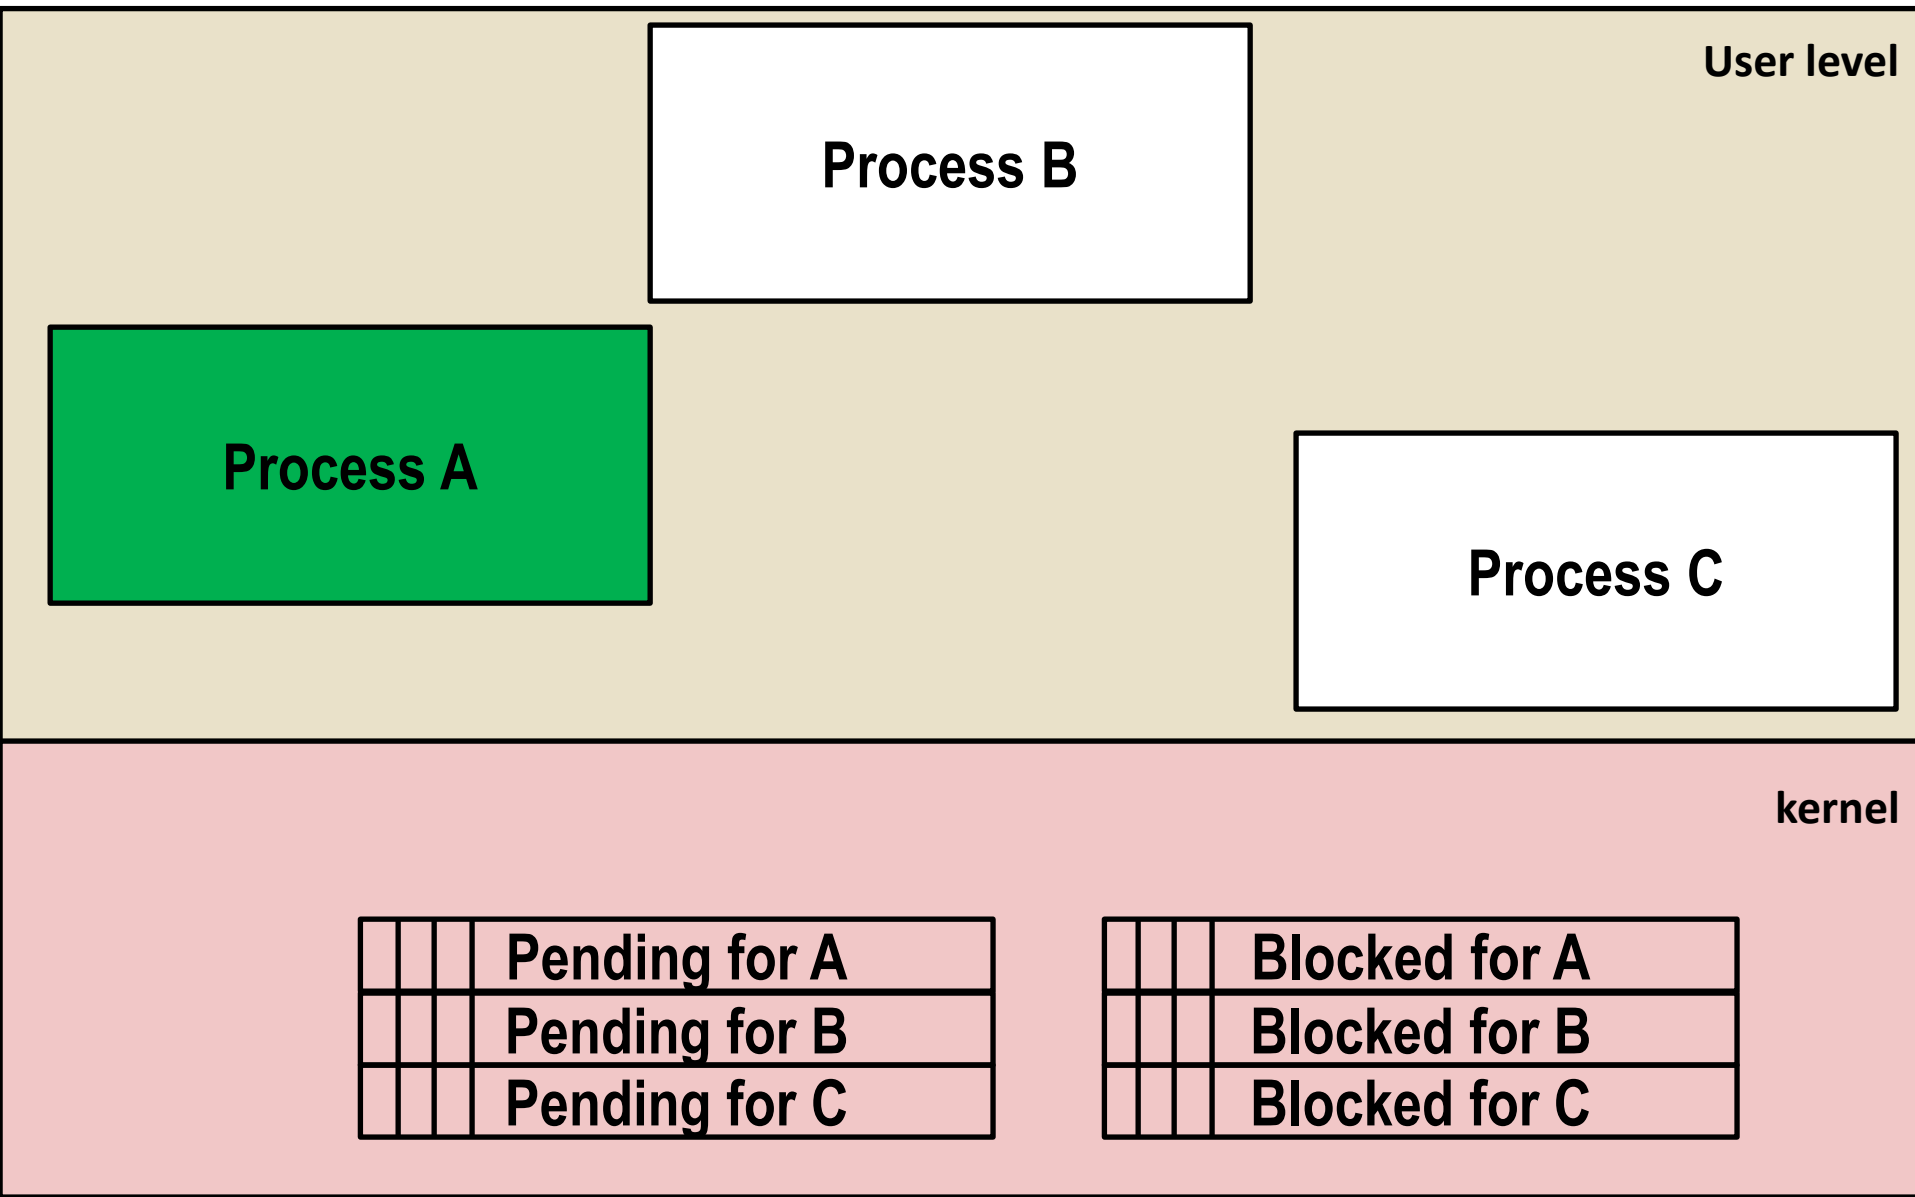 User level
Process B
Process A
Process C
kernel
Pending for A
Blocked for A
Pending for B
Blocked for B
Pending for C
Blocked for C